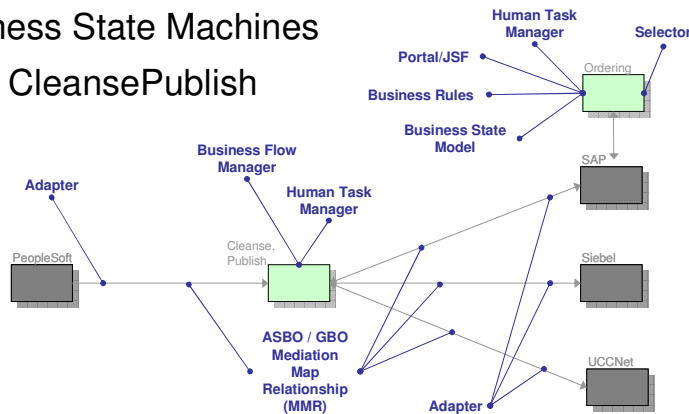 ness State Machines
CleansePublish
Human Task
Manager
Selector
Portal/JSF
Ordering
Business Rules
Business State
Model
Business Flow
Manager
SAP
Adapter
Human Task
Manager
Cleanse,
Publish
PeopleSoft
Siebel
ASBO / GBO
Mediation
Map
Relationship
(MMR)
UCCNet
Adapter